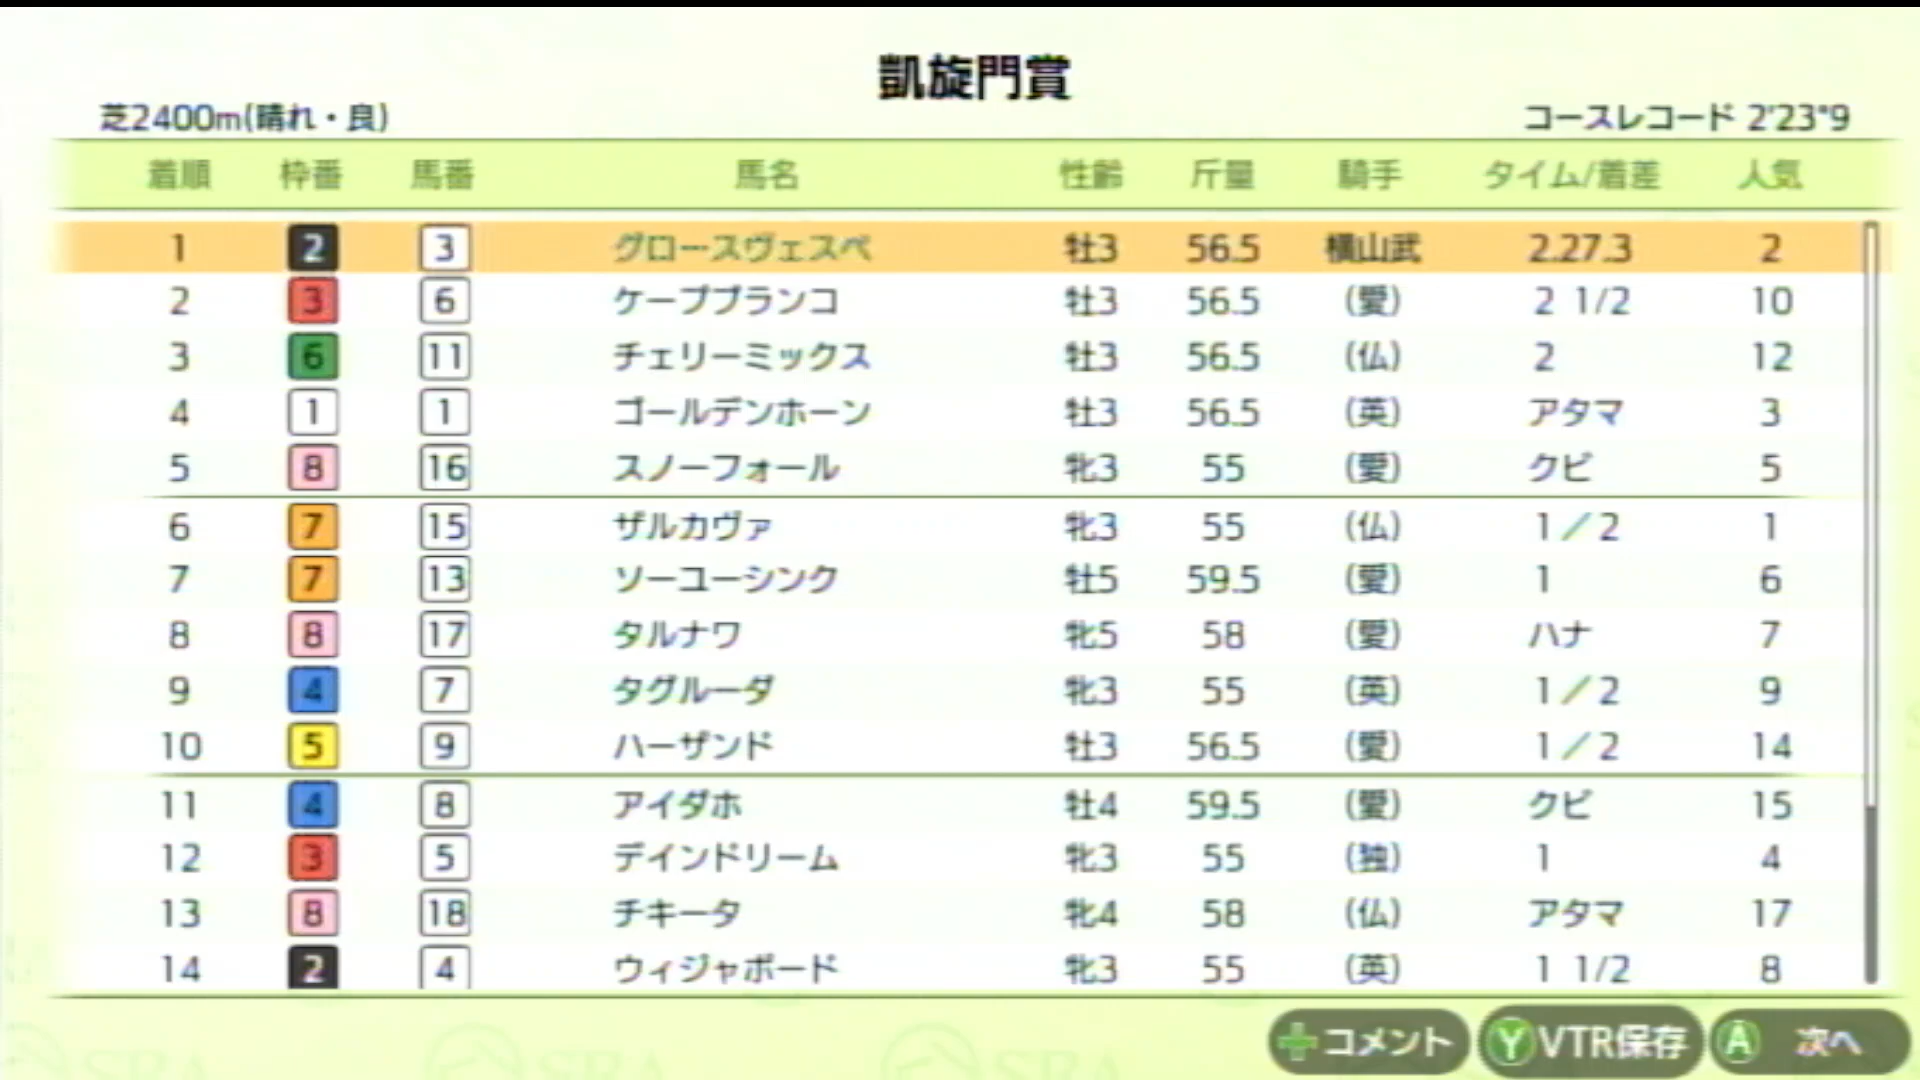 凱旋門賞
芝2400m(晴れ・良) コースレコード 2'23"9
着順 枠番 馬番 馬名 性齢 斤量 騎手 タイム/着差 人気
1 2 3 グロースヴェスペ 牡3 56.5 横山武 2.27.3 2
2 3 6 ケープブランコ 牡3 56.5 (愛) 2 1/2 10
3 6 11 チェリーミックス 牡3 56.5 (仏) 2 12
4 1 1 ゴールデンホーン 牡3 56.5 (英) アタマ 3
5 8 16 スノーフォール 牝3 55 (愛) クビ 5
6 7 15 ザルカヴァ 牝3 55 (仏) 1/2 1
7 7 13 ソーユーシンク 牡5 59.5 (愛) 1 6
8 8 17 タルナワ 牝5 58 (愛) ハナ 7
9 4 7 タグルーダ 牝3 55 (英) 1/2 9
10 5 9 ハーザンド 牡3 56.5 (愛) 1/2 14
11 4 8 アイダホ 牡4 59.5 (愛) クビ 15
12 3 5 デインドリーム 牝3 55 (独) 1 4
13 8 18 チキータ 牝4 58 (仏) アタマ 17
14 2 4 ウィジャボード 牝3 55 (英) 1 1/2 8
SRA SRA SRA
コメント Y VTR保存 A 次へ